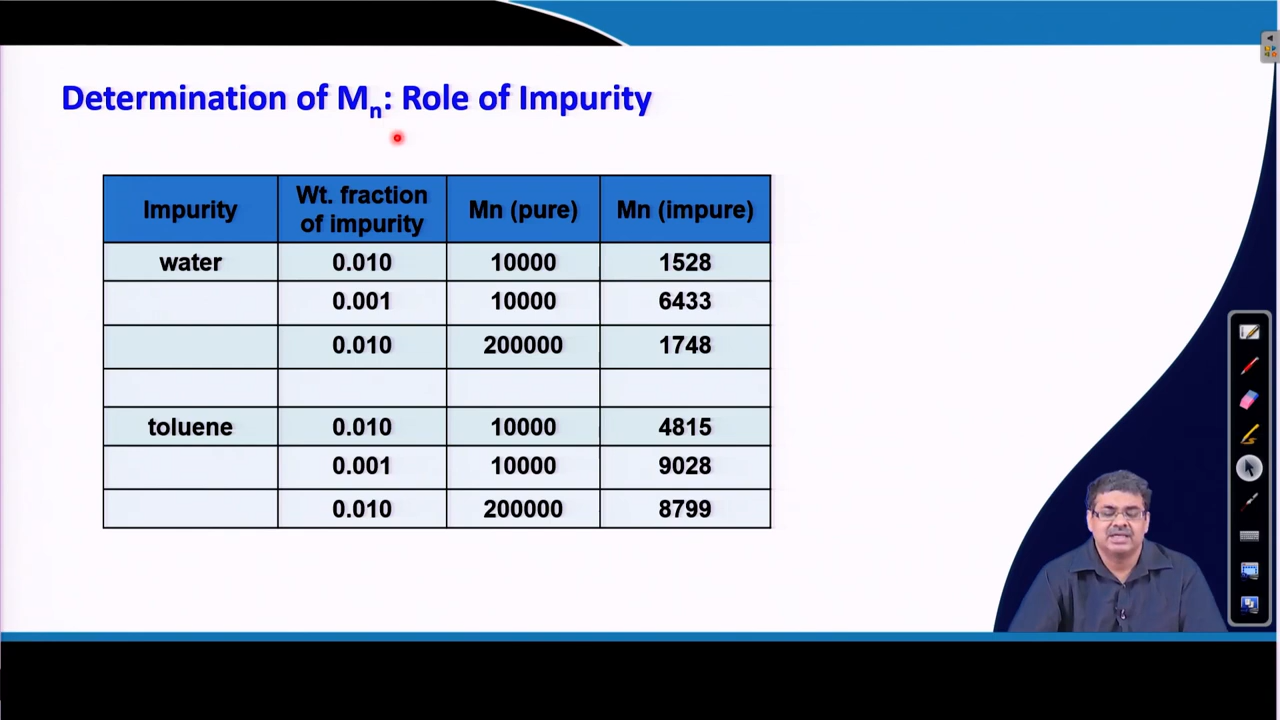 Determination of Mn: Role of Impurity
Impurity Wt. fraction of impurity Mn (pure) Mn (impure)
water 0.010 10000 1528
0.001 10000 6433
0.010 200000 1748
toluene 0.010 10000 4815
0.001 10000 9028
0.010 200000 8799